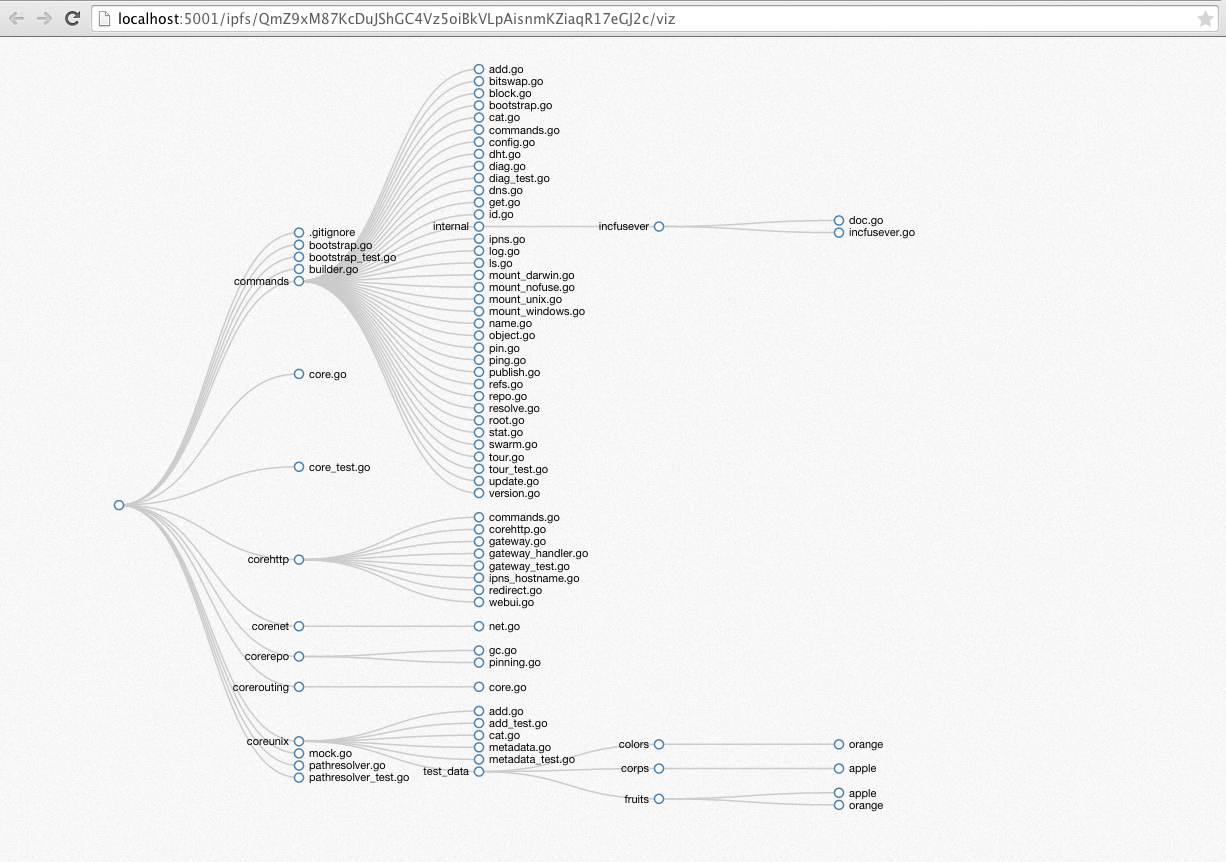 localhost:5001/ipfs/QmZ9xM87KcDuJShGC4Vz5oiBkVLpAisnmKZiaqR17eGJ2c/viz
add.go
bitswap.go
block.go
bootstrap.go
cat.go
commands.go
config.go
dht.go
diag.go
diag_test.go
dns.go
get.go
id.go
internal
incfusever
doc.go
incfusever.go
ipns.go
log.go
ls.go
mount_darwin.go
mount_nofuse.go
mount_unix.go
mount_windows.go
name.go
object.go
pin.go
ping.go
publish.go
refs.go
repo.go
resolve.go
root.go
stat.go
swarm.go
tour.go
tour_test.go
update.go
version.go
.gitignore
bootstrap.go
bootstrap_test.go
builder.go
commands
core.go
core_test.go
corehttp
commands.go
corehttp.go
gateway.go
gateway_handler.go
gateway_test.go
ipns_hostname.go
redirect.go
webui.go
corenet
net.go
corerepo
gc.go
pinning.go
corerouting
core.go
coreunix
add.go
add_test.go
cat.go
metadata.go
metadata_test.go
test_data
colors
orange
corps
apple
fruits
apple
orange
mock.go
pathresolver.go
pathresolver_test.go